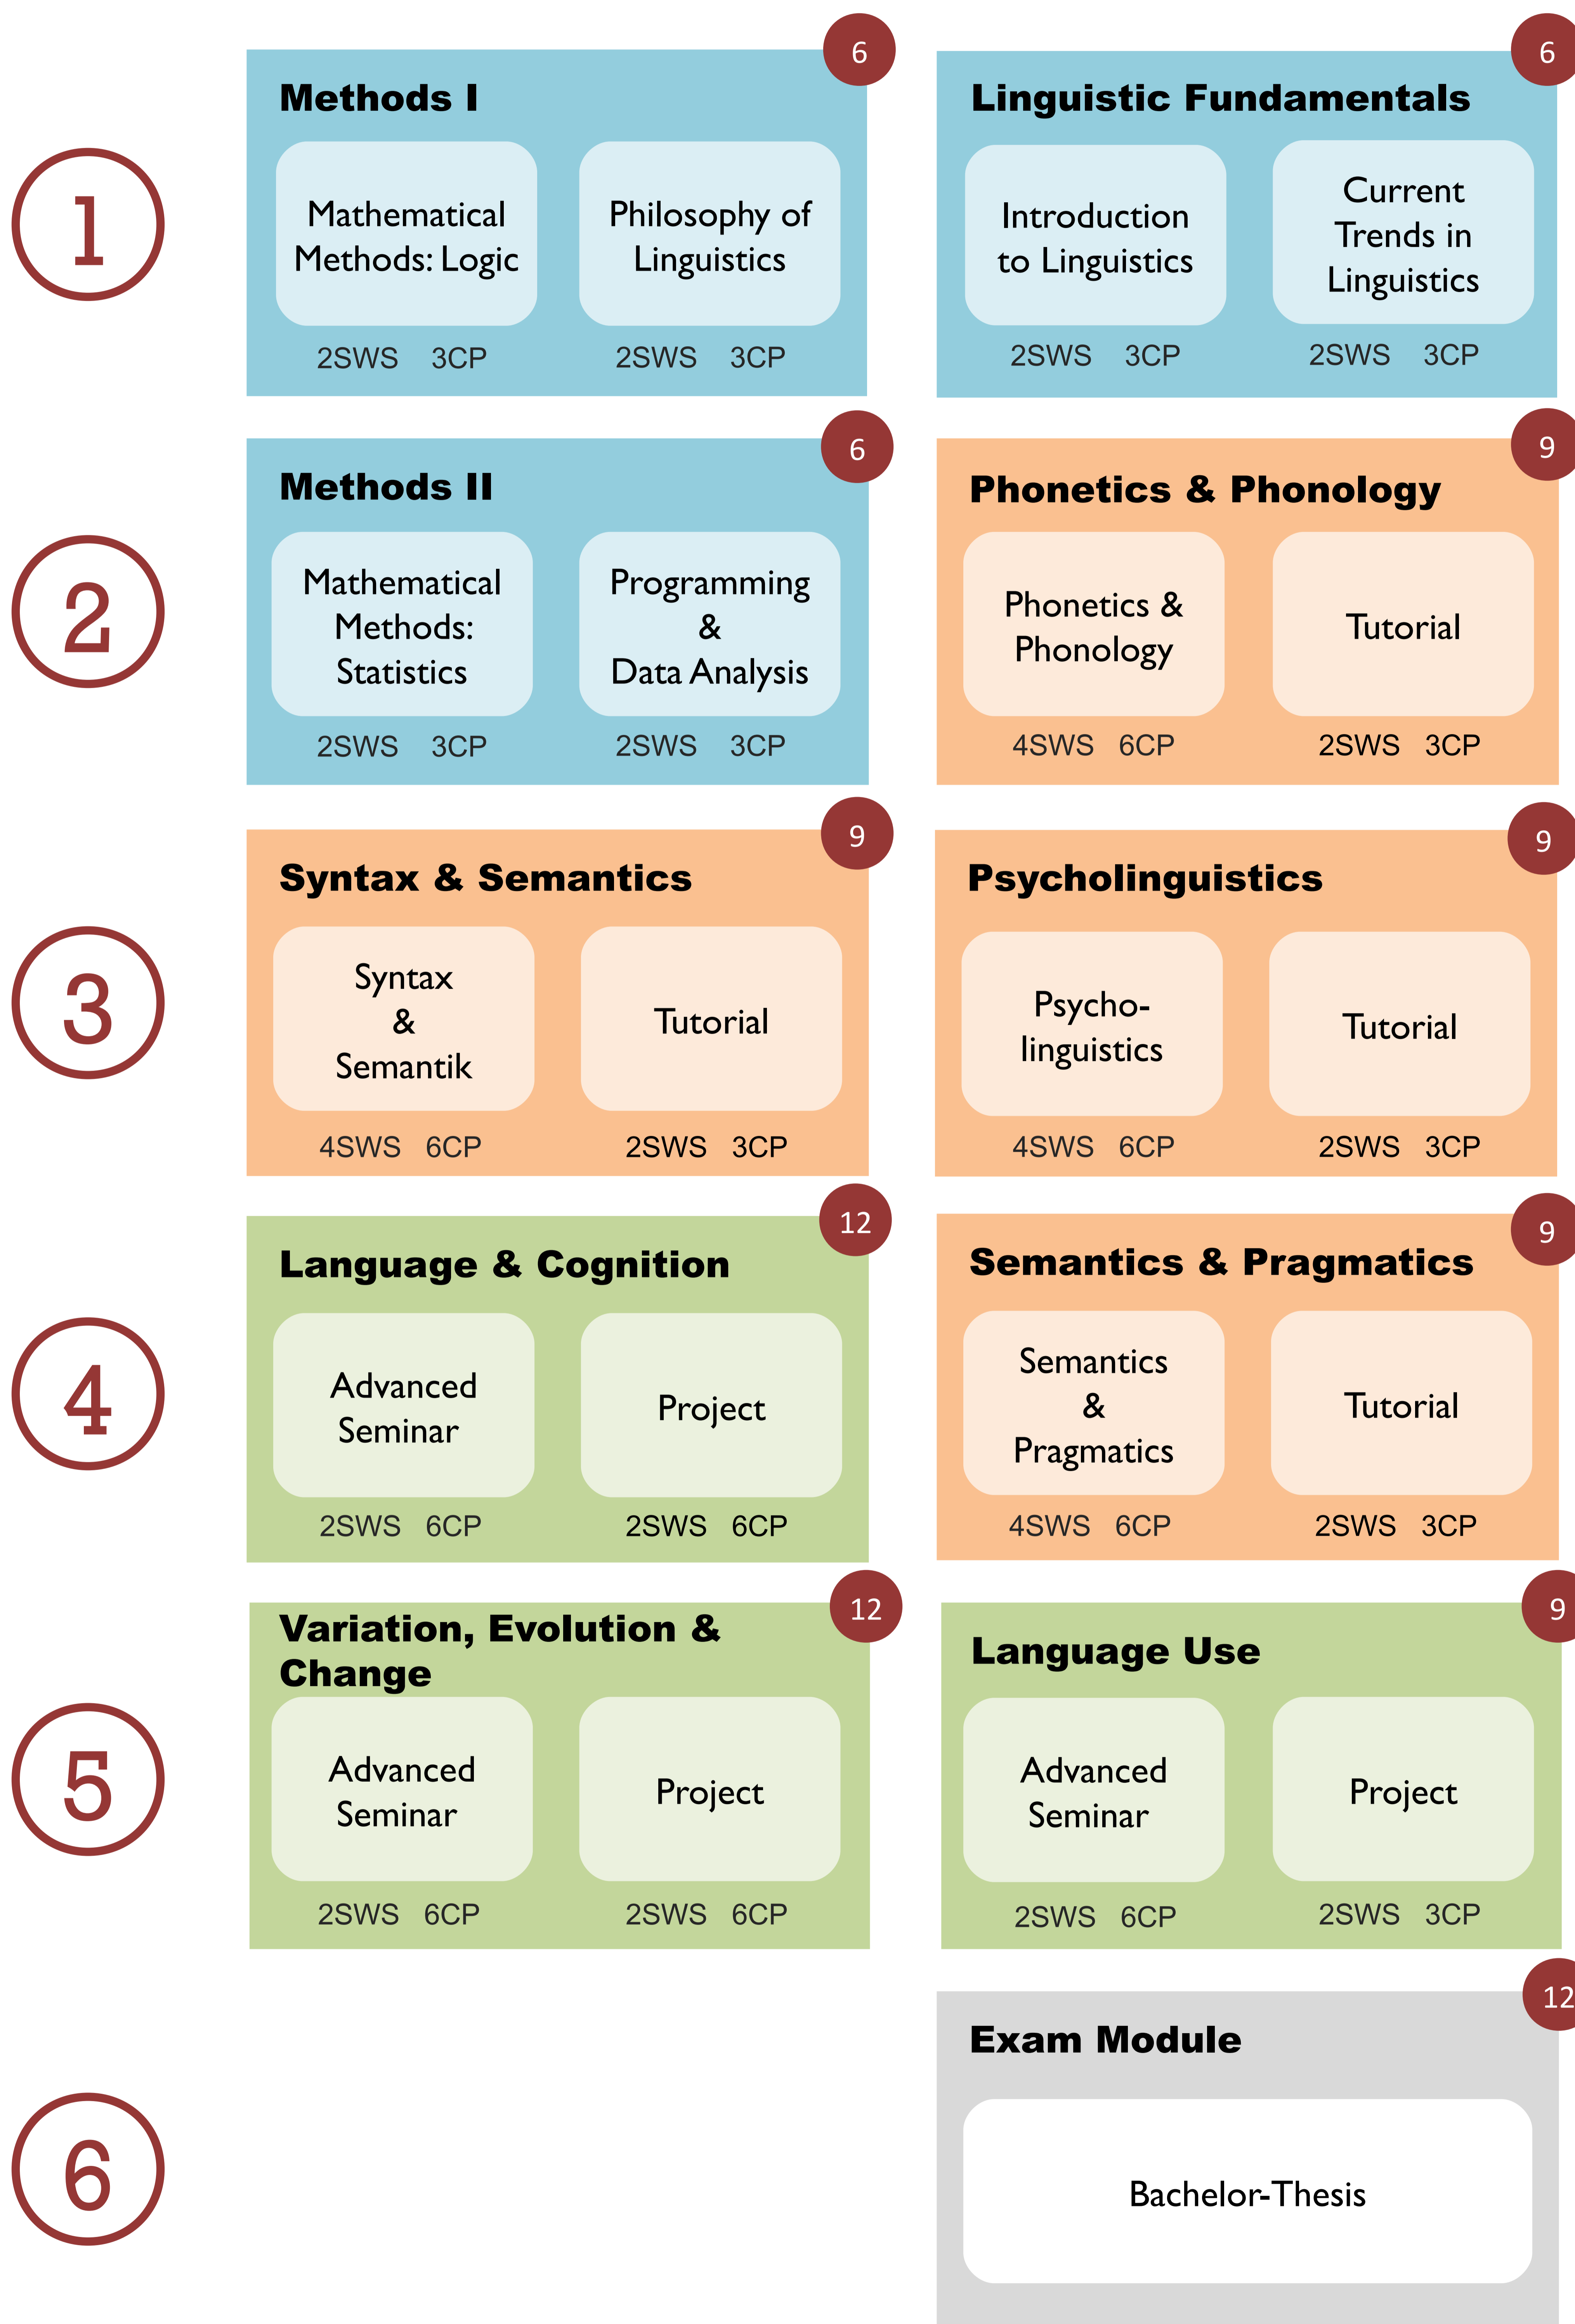 1
6
Methods I
Mathematical
Methods: Logic
2SWS 3CP
Philosophy of
Linguistics
2SWS 3CP
6
Linguistic Fundamentals
Introduction
to Linguistics
2SWS 3CP
Current
Trends in
Linguistics
2SWS 3CP
2
6
Methods II
Mathematical
Methods:
Statistics
2SWS 3CP
Programming
&
Data Analysis
2SWS 3CP
9
Phonetics & Phonology
Phonetics &
Phonology
4SWS 6CP
Tutorial
2SWS 3CP
3
9
Syntax & Semantics
Syntax
&
Semantik
4SWS 6CP
Tutorial
2SWS 3CP
9
Psycholinguistics
Psycho-
linguistics
4SWS 6CP
Tutorial
2SWS 3CP
4
12
Language & Cognition
Advanced
Seminar
2SWS 6CP
Project
2SWS 6CP
9
Semantics & Pragmatics
Semantics
&
Pragmatics
4SWS 6CP
Tutorial
2SWS 3CP
5
12
Variation, Evolution &
Change
Advanced
Seminar
2SWS 6CP
Project
2SWS 6CP
9
Language Use
Advanced
Seminar
2SWS 6CP
Project
2SWS 3CP
6
12
Exam Module
Bachelor-Thesis